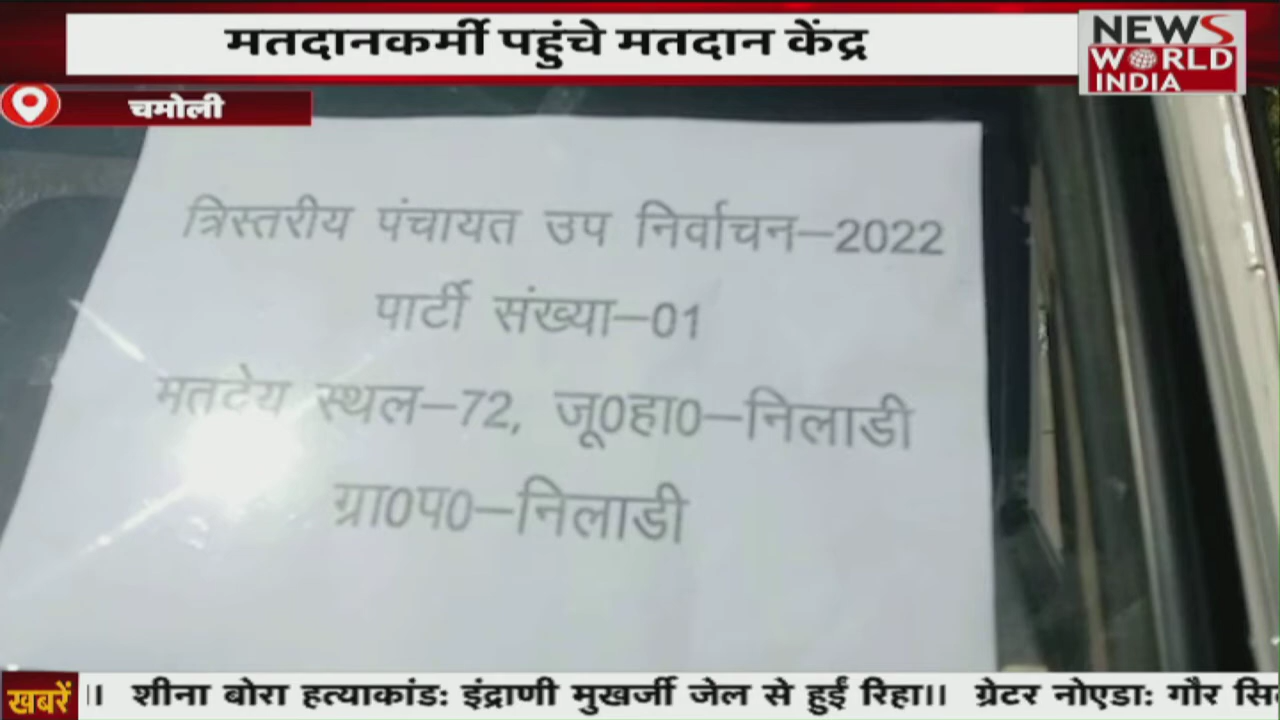 मतदानकर्मी पहुंचे मतदान केंद्र
NEWS
WORLD
INDIA
चमोली
त्रिस्तरीय पंचायत उप निर्वाचन–2022
पार्टी संख्या–01
मतदेय स्थल–72, जू0हा0–निलाडी
ग्रा0प0–निलाडी
खबरें ।। शीना बोरा हत्याकांड: इंद्राणी मुखर्जी जेल से हुईं रिहा।। ग्रेटर नोएडा: गौर